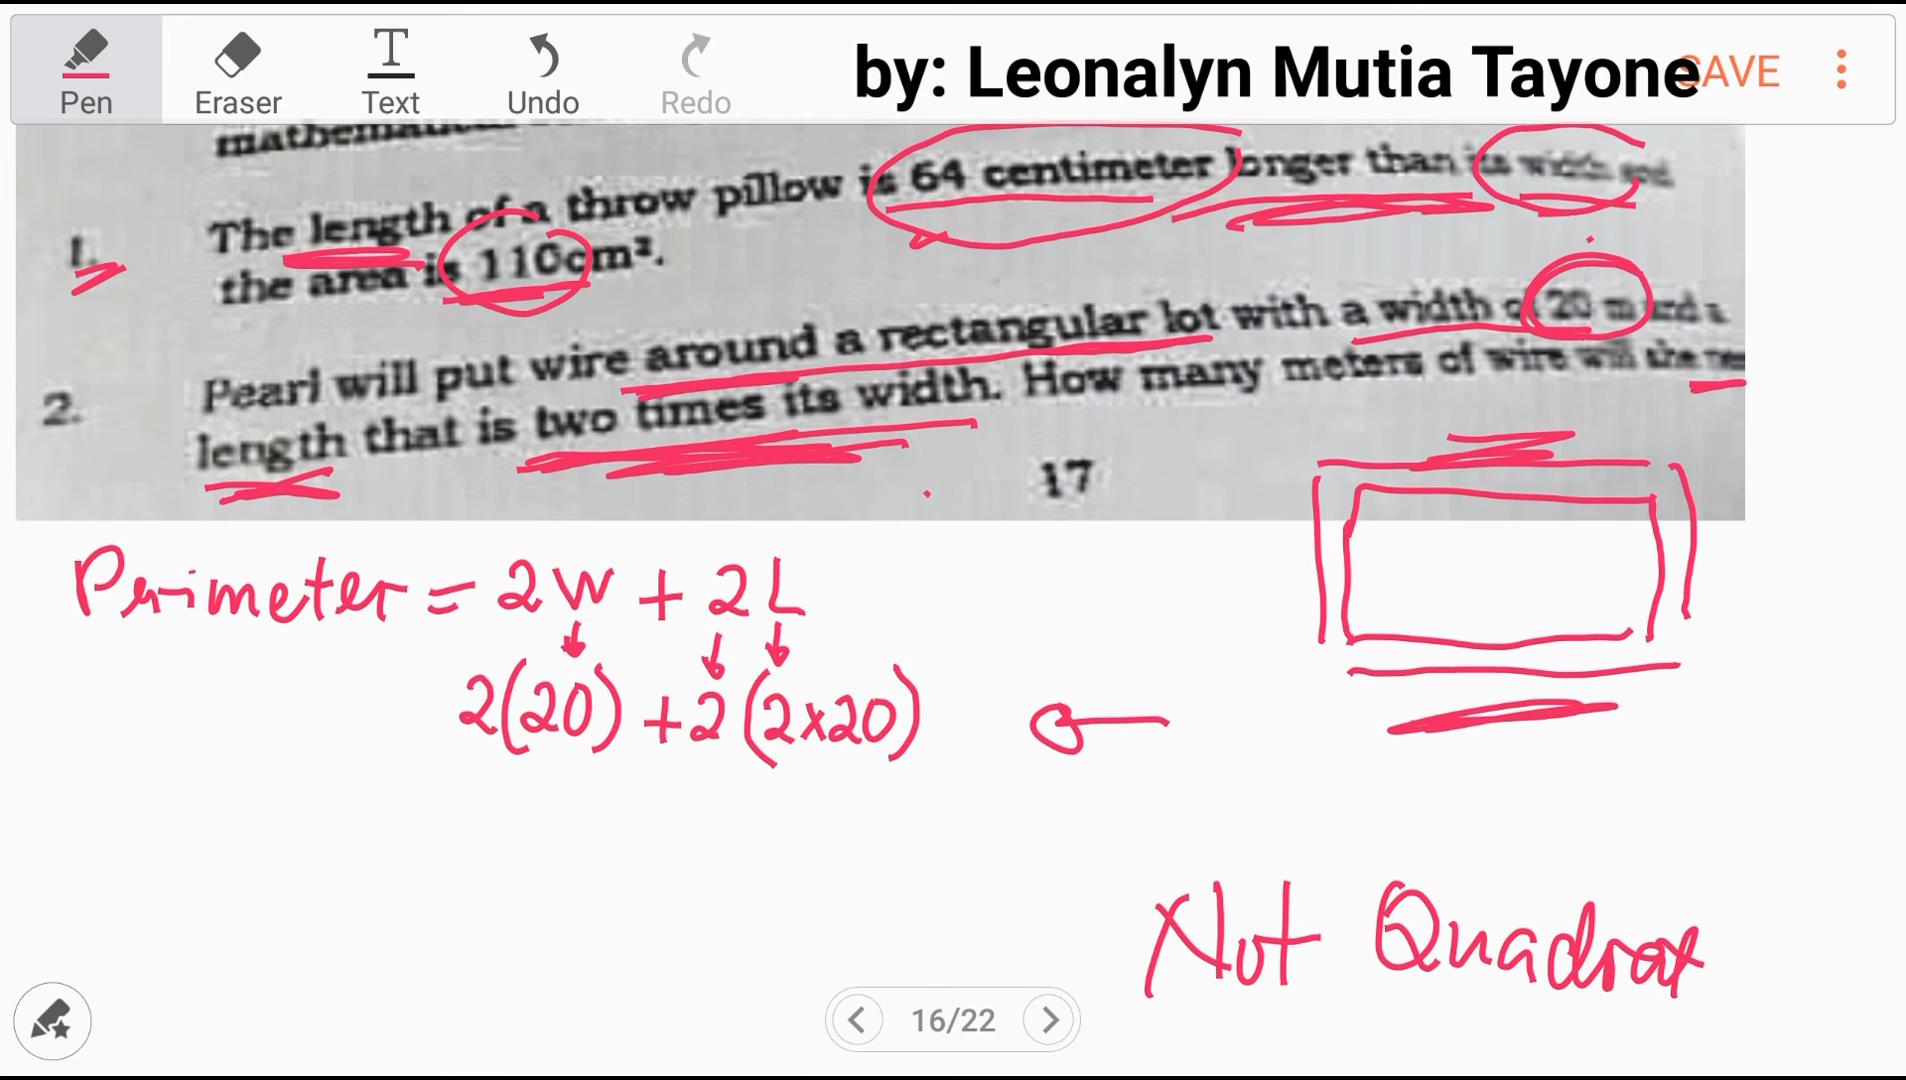 Pen
Eraser
Text
Undo
Redo
by: Leonalyn Mutia Tayone
SAVE
1. The length of a throw pillow is 64 centimeter longer than its width and
the area is 110cm².
2. Pearl will put wire around a rectangular lot with a width of 20 m and a
length that is two times its width. How many meters of wire will she
17
Perimeter = 2W + 2L
2(20) + 2(2x20)
Not Quadrat
16/22